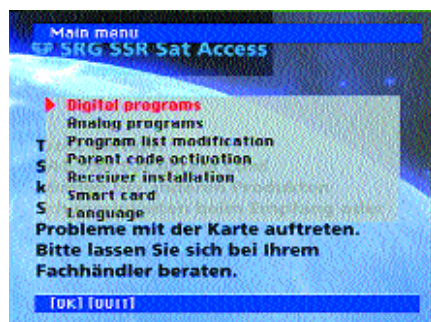 Main menu
SRG SSR Sat Access
Digital programs
Analog programs
Program list modification
Parent code activation
Receiver installation
Smart card
Language
Probleme mit der Karte auftreten.
Bitte lassen Sie sich bei Ihrem
Fachhändler beraten.
[OK] [QUIT]